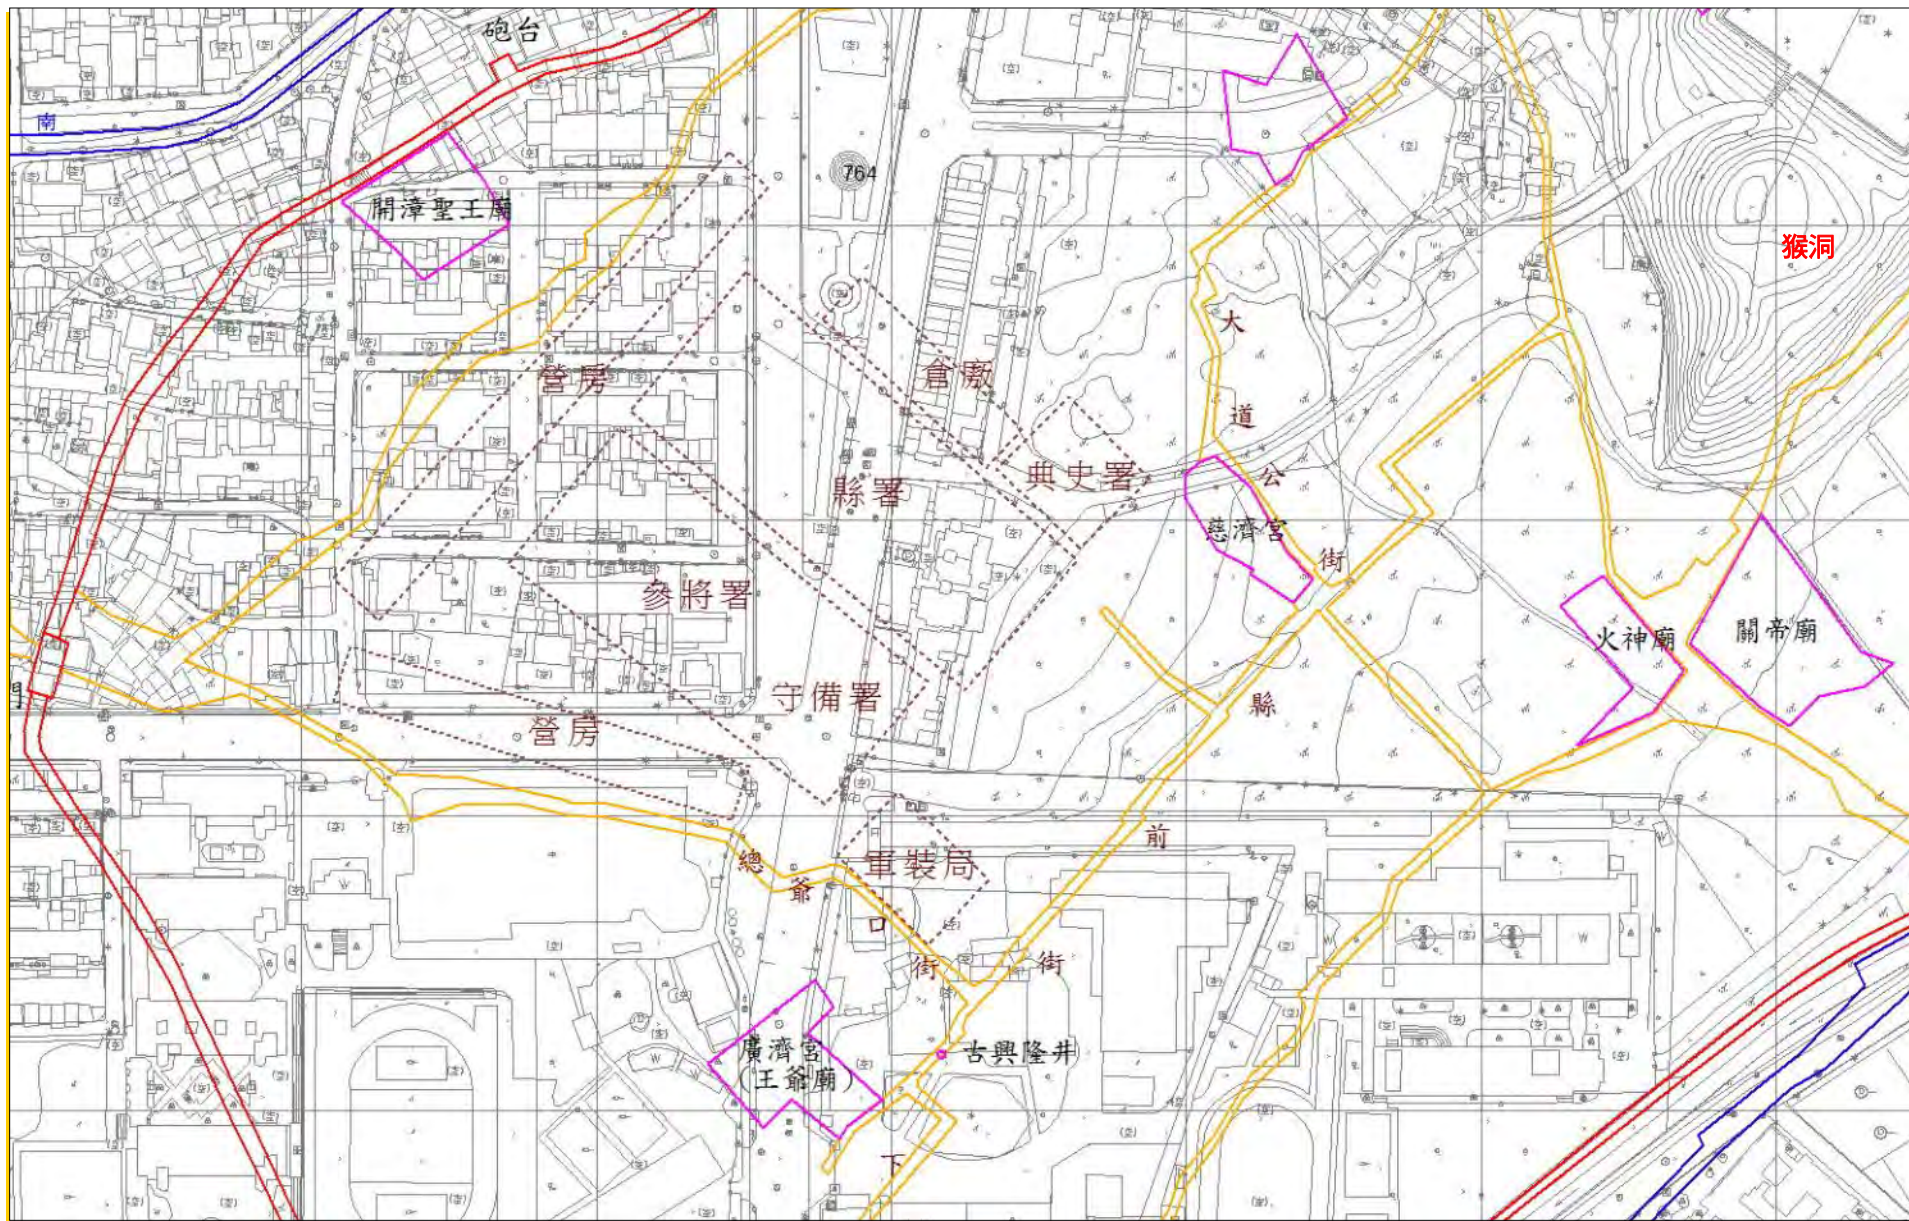 砲台
南
764
開漳聖王廟
猴洞
大道公街
營房
倉廒
典史署
縣署
慈濟宮
參將署
火神廟
關帝廟
守備署
營房
門
縣前街
軍裝局
總爺口街
廣濟宮
(王爺廟)
古興隆井
下